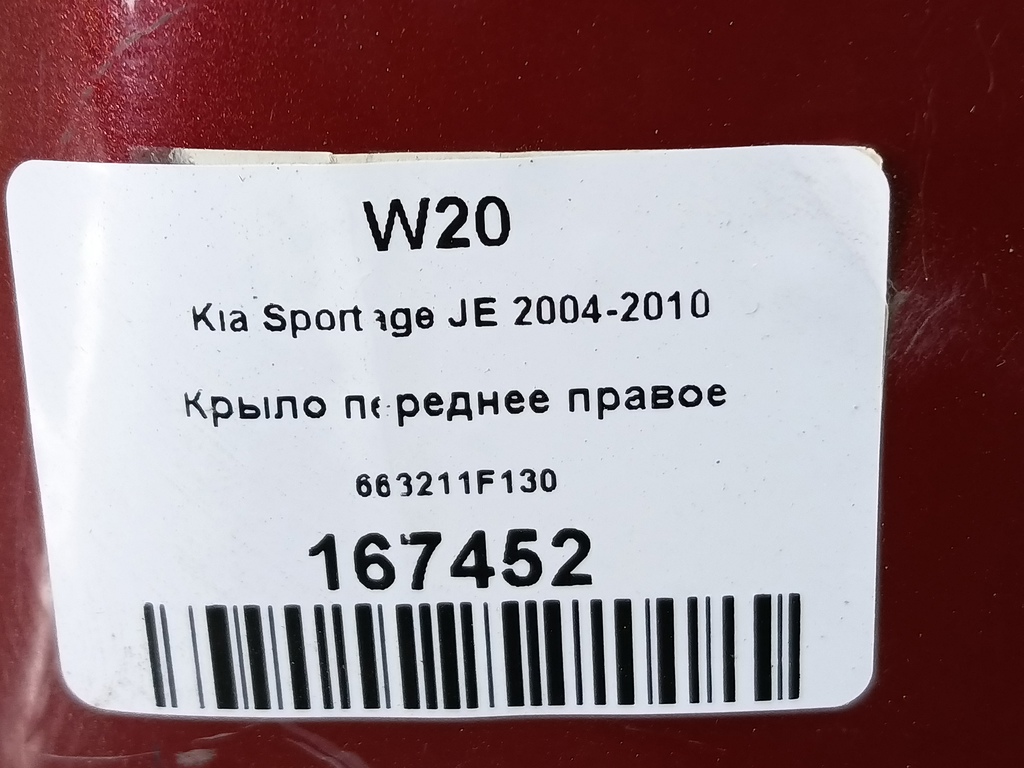 W20
Kia Sportage JE 2004-2010
Крыло переднее правое
663211F130
167452